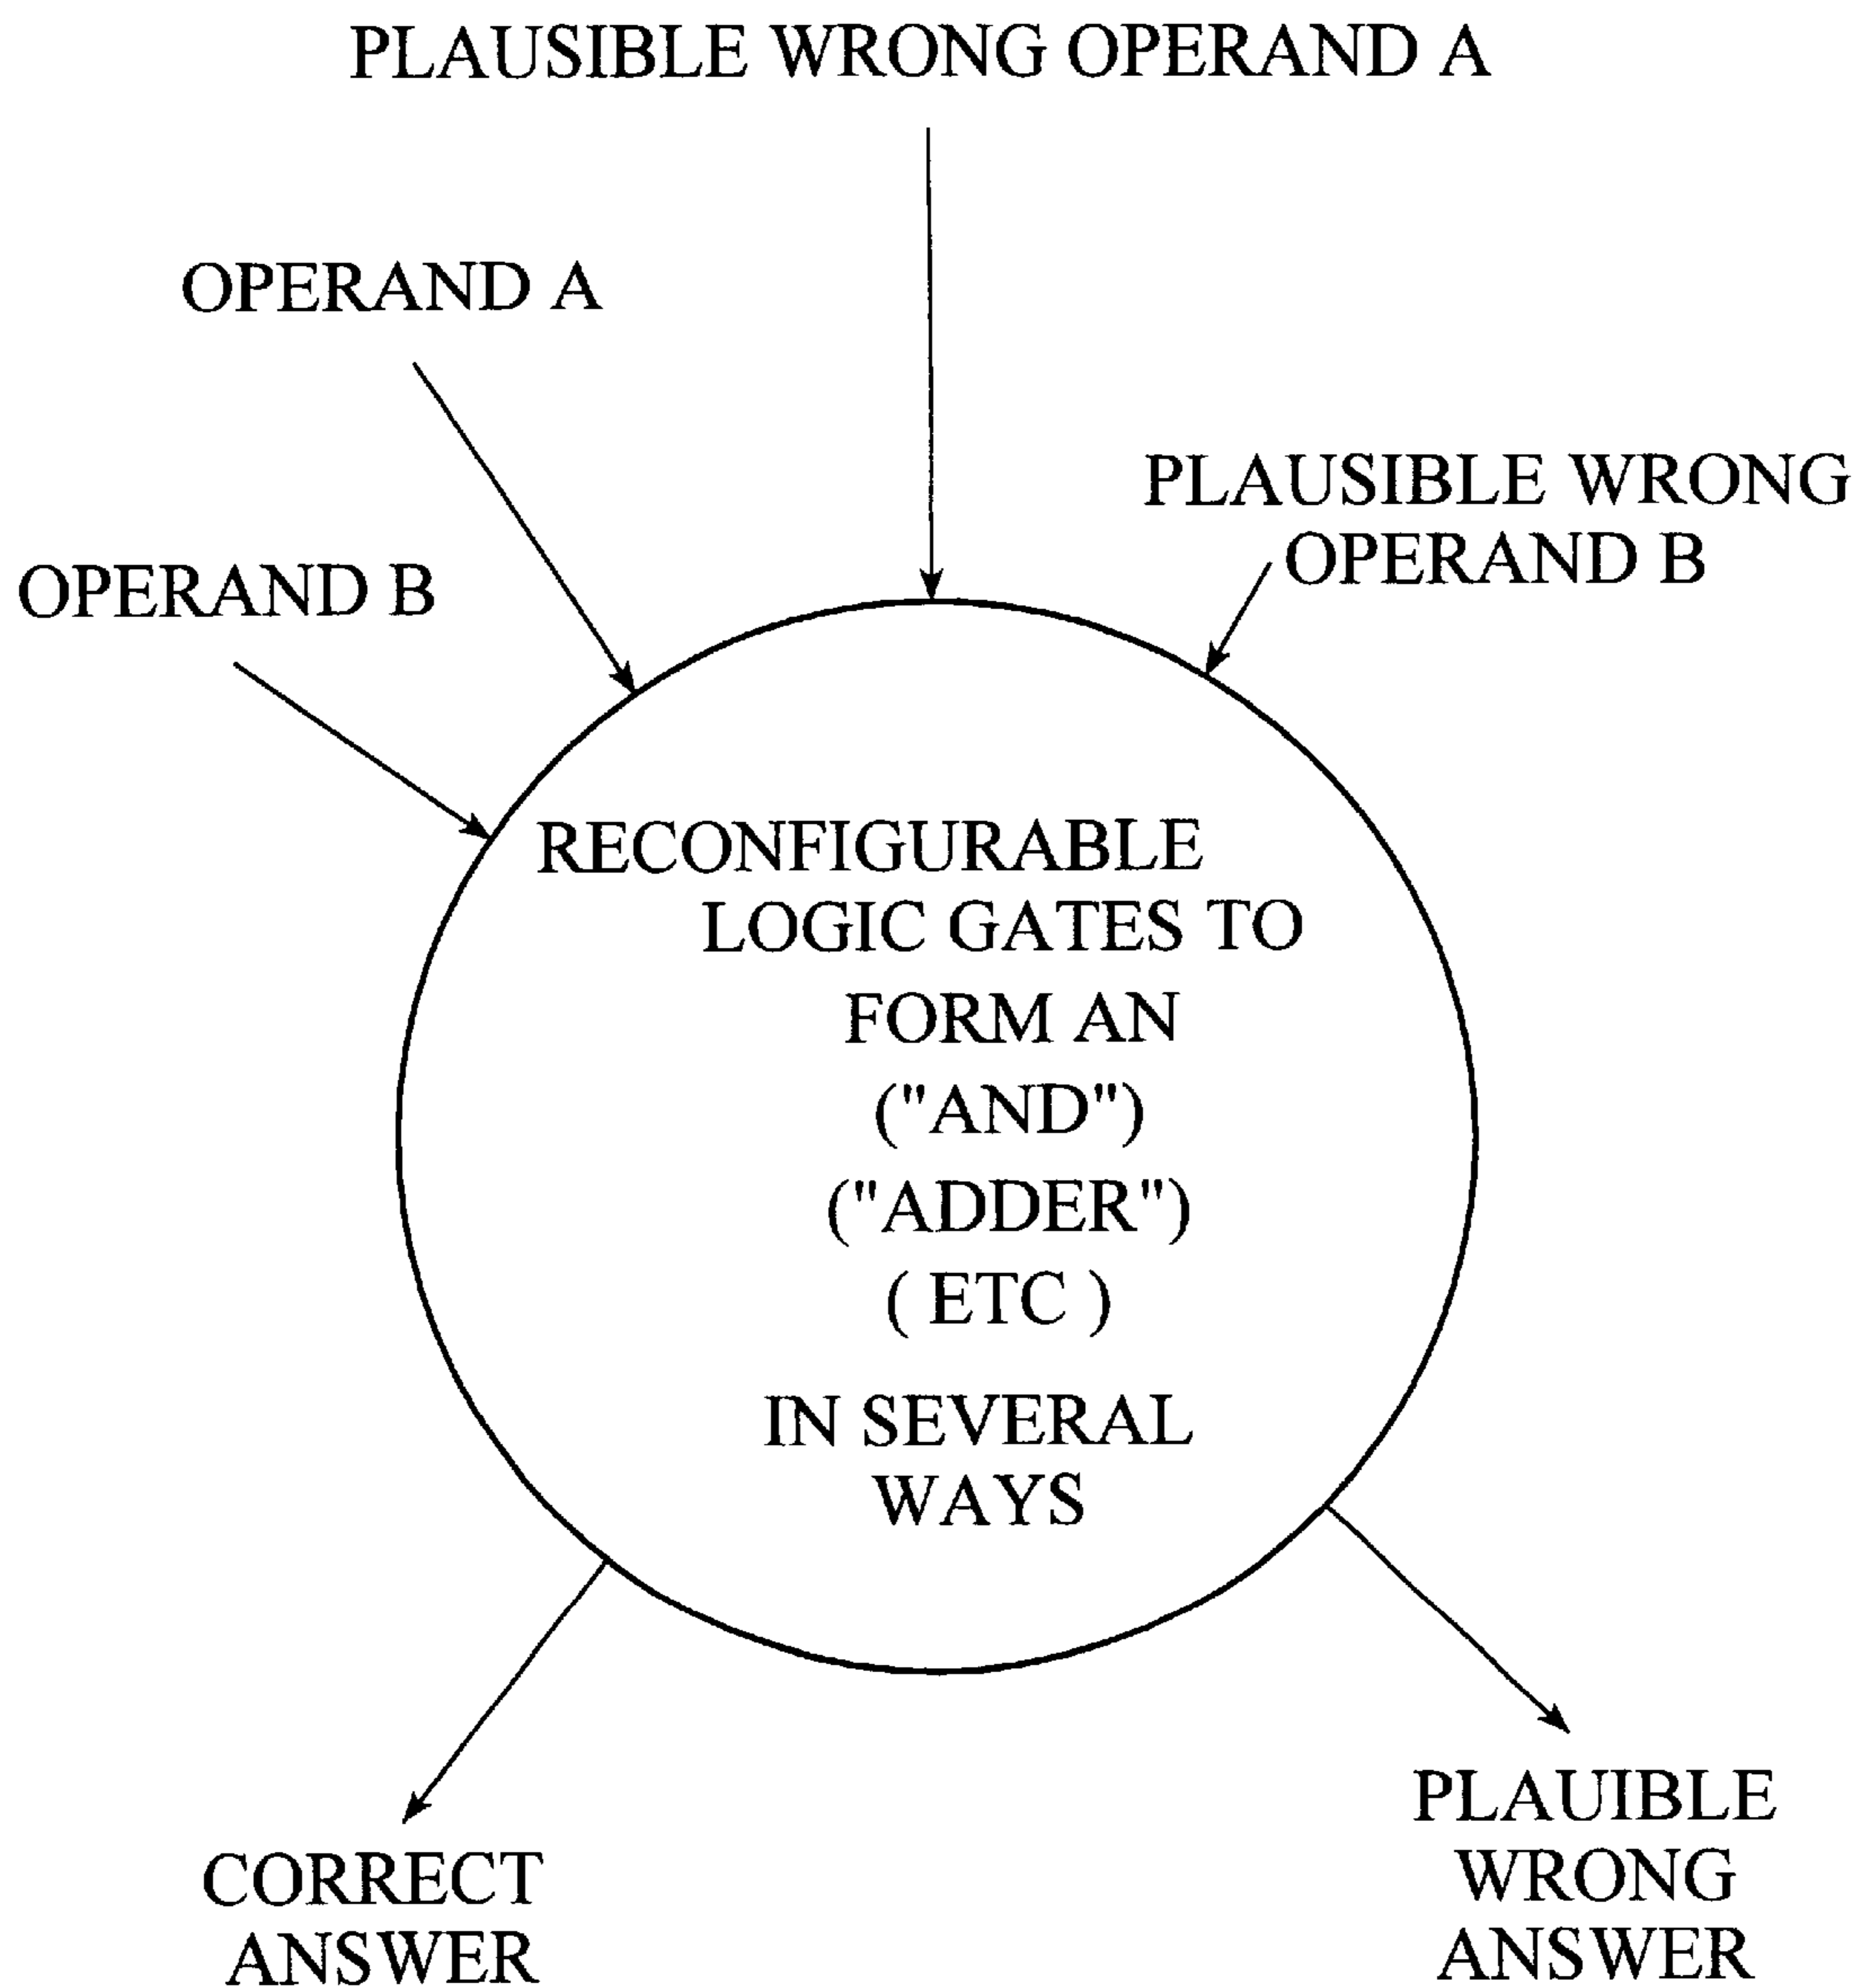 PLAUSIBLE WRONG OPERAND A
OPERAND A
PLAUSIBLE WRONG
OPERAND B
OPERAND B
RECONFIGURABLE
LOGIC GATES TO
FORM AN
("AND")
("ADDER")
( ETC )
IN SEVERAL
WAYS
CORRECT
ANSWER
PLAUIBLE
WRONG
ANSWER